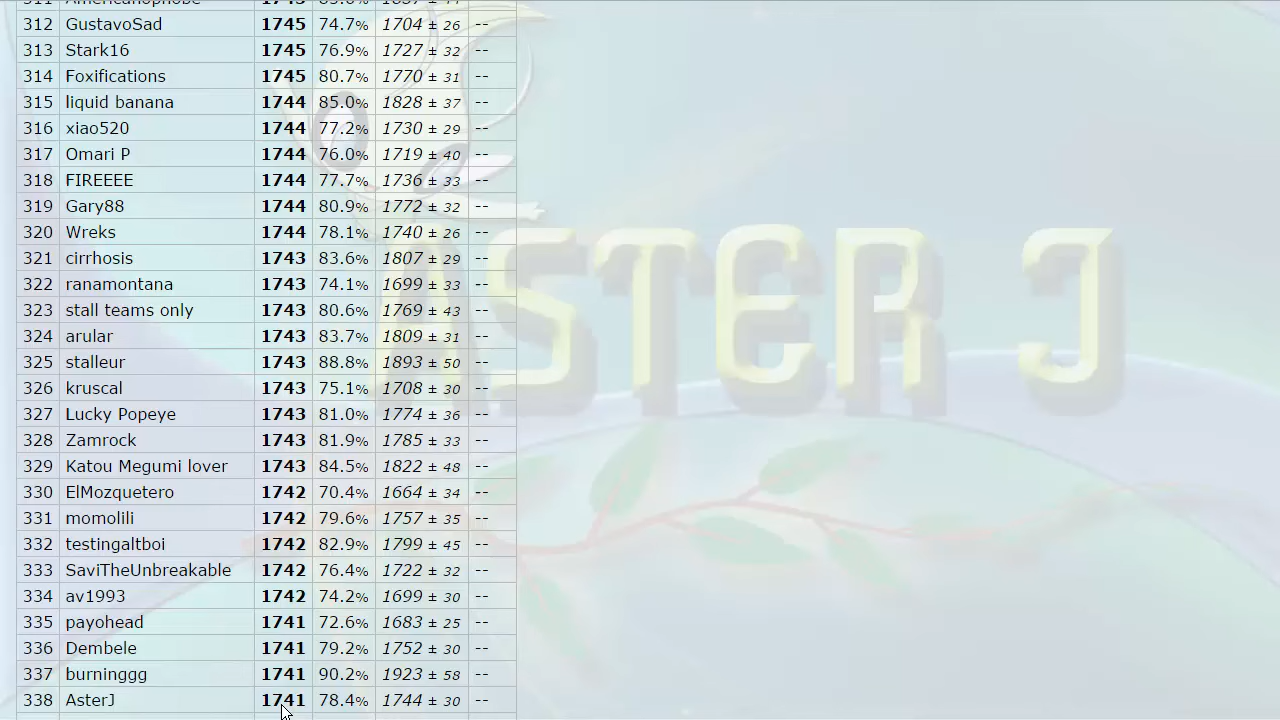 312 GustavoSad 1745 74.7% 1704 ± 26 --
313 Stark16 1745 76.9% 1727 ± 32 --
314 Foxifications 1745 80.7% 1770 ± 31 --
315 liquid banana 1744 85.0% 1828 ± 37 --
316 xiao520 1744 77.2% 1730 ± 29 --
317 Omari P 1744 76.0% 1719 ± 40 --
318 FIREEEE 1744 77.7% 1736 ± 33 --
319 Gary88 1744 80.9% 1772 ± 32 --
320 Wreks 1744 78.1% 1740 ± 26 --
321 cirrhosis 1743 83.6% 1807 ± 29 --
322 ranamontana 1743 74.1% 1699 ± 33 --
323 stall teams only 1743 80.6% 1769 ± 43 --
324 arular 1743 83.7% 1809 ± 31 --
325 stalleur 1743 88.8% 1893 ± 50 --
326 kruscal 1743 75.1% 1708 ± 30 --
327 Lucky Popeye 1743 81.0% 1774 ± 36 --
328 Zamrock 1743 81.9% 1785 ± 33 --
329 Katou Megumi lover 1743 84.5% 1822 ± 48 --
330 ElMozquetero 1742 70.4% 1664 ± 34 --
331 momolili 1742 79.6% 1757 ± 35 --
332 testingaltboi 1742 82.9% 1799 ± 45 --
333 SaviTheUnbreakable 1742 76.4% 1722 ± 32 --
334 av1993 1742 74.2% 1699 ± 30 --
335 payohead 1741 72.6% 1683 ± 25 --
336 Dembele 1741 79.2% 1752 ± 30 --
337 burninggg 1741 90.2% 1923 ± 58 --
338 AsterJ 1741 78.4% 1744 ± 30 --
ASTER J